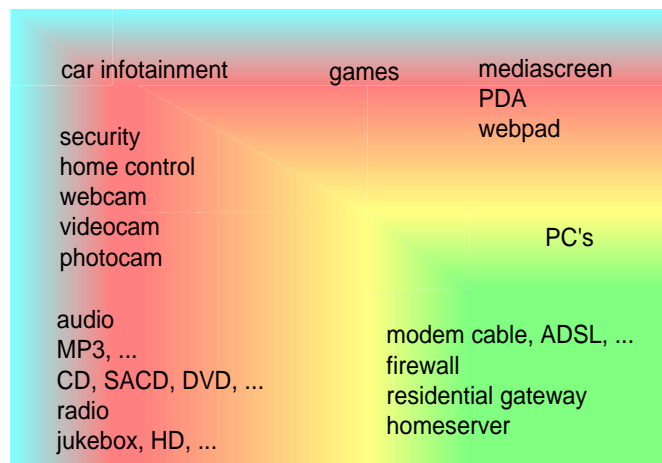 car infotainment
games
mediascreen
PDA
webpad
security
home control
webcam
videocam
photocam
PC's
audio
MP3, ...
CD, SACD, DVD, ...
radio
jukebox, HD, ...
modem cable, ADSL, ...
firewall
residential gateway
homeserver